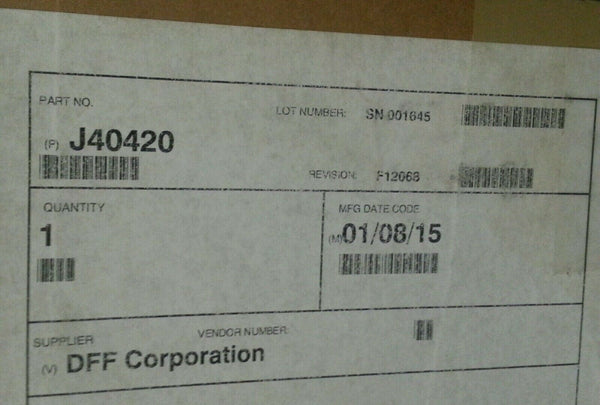 PART NO.
LOT NUMBER: SN 001645
(P) J40420
REVISION: F12068
QUANTITY
MFG DATE CODE
1
(M) 01/08/15
SUPPLIER
VENDOR NUMBER:
(V) DFF Corporation